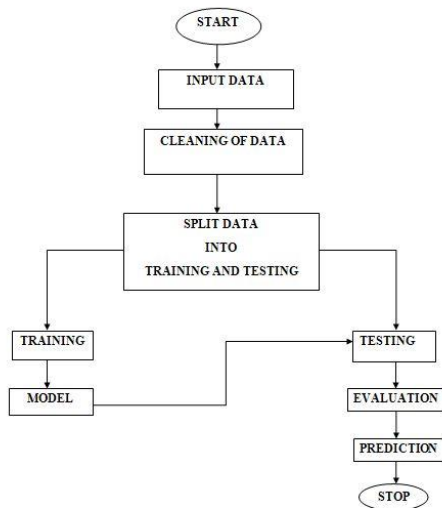 START
INPUT DATA
CLEANING OF DATA
SPLIT DATA
INTO
TRAINING AND TESTING
TRAINING
TESTING
MODEL
EVALUATION
PREDICTION
STOP